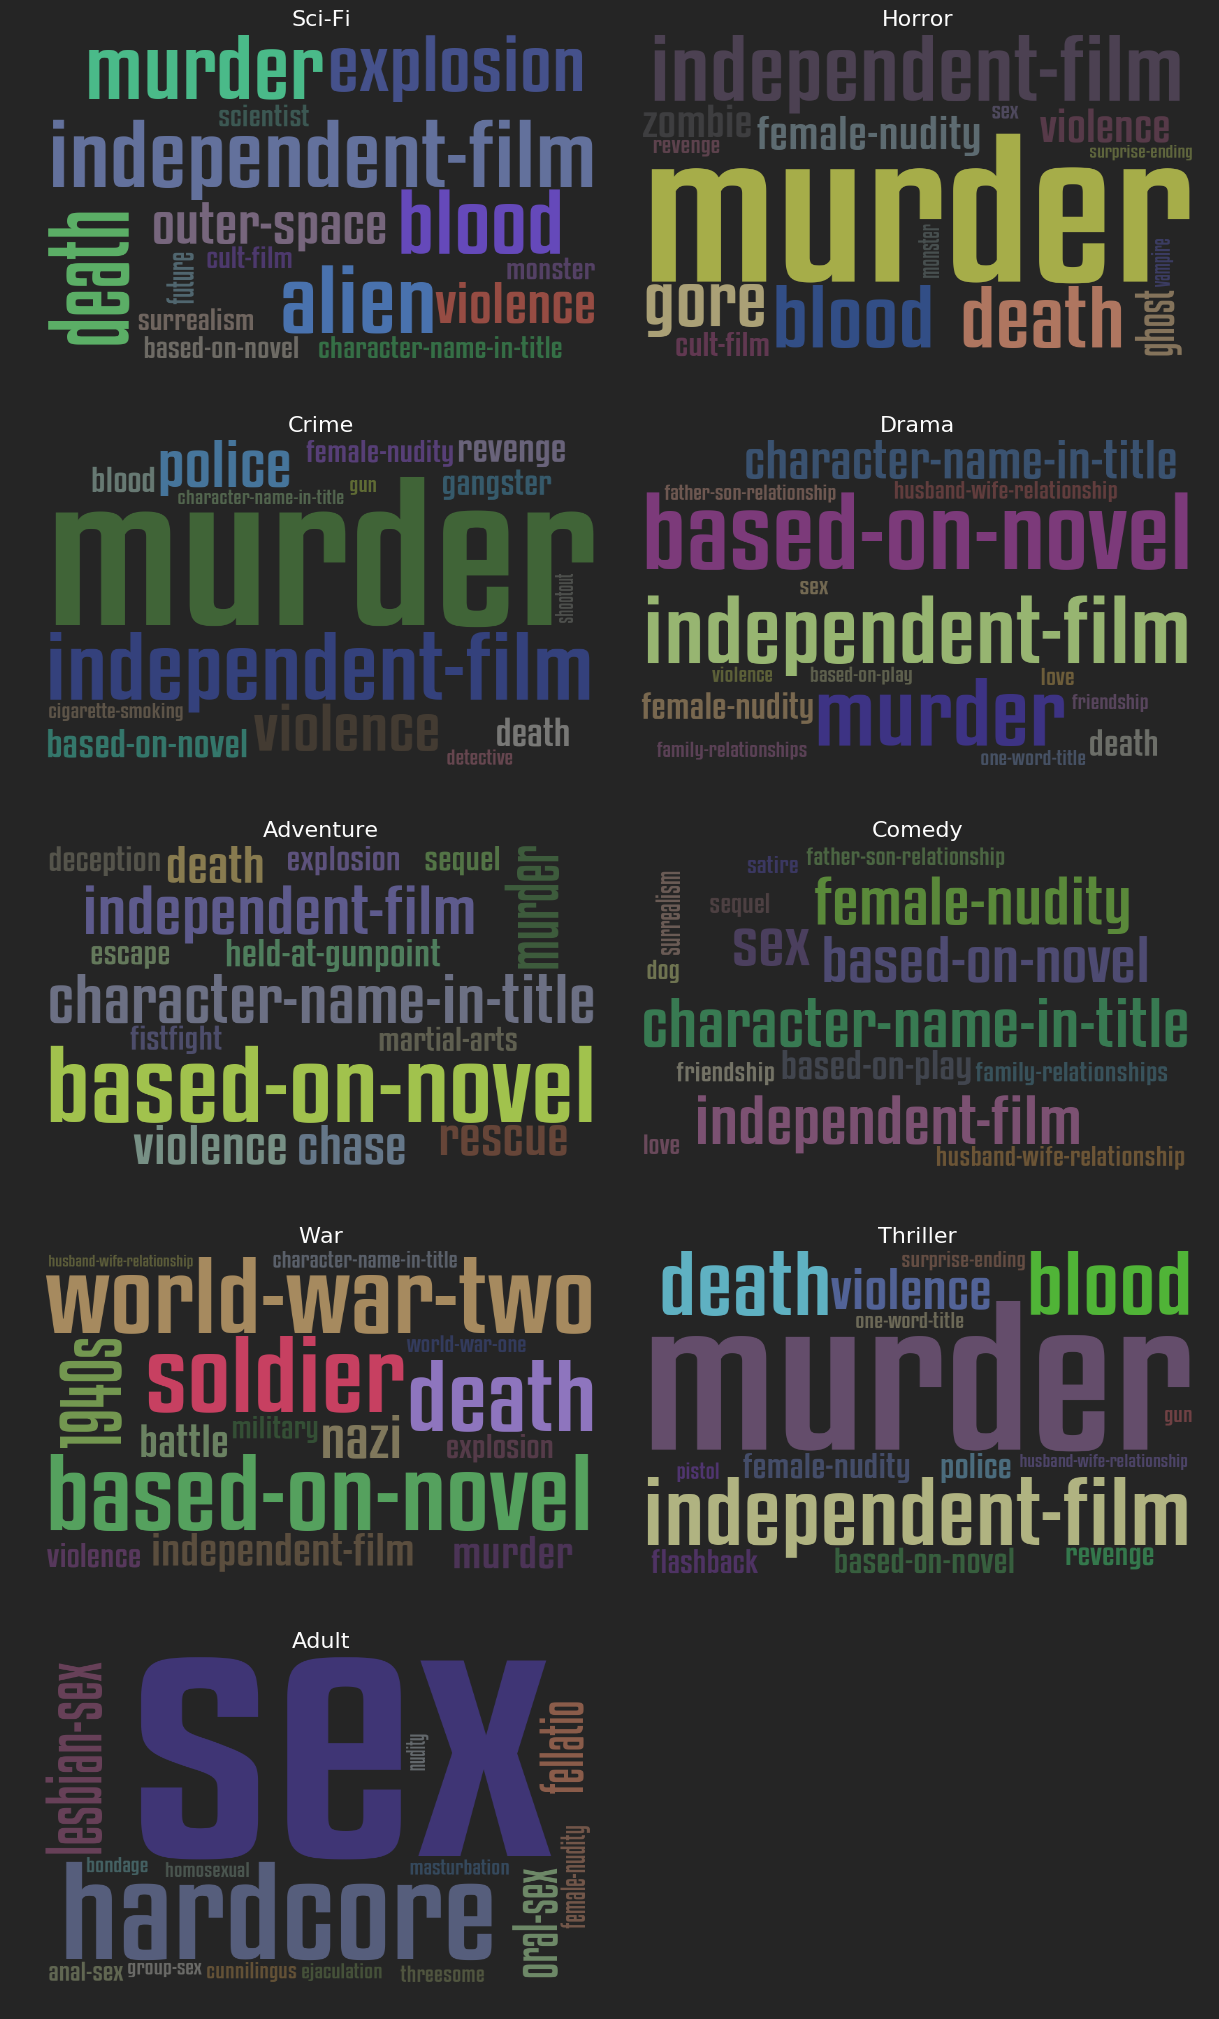 Sci-Fi
murder explosion
scientist
independent-film
death
outer-space blood
cult-film
future
monster
alien violence
surrealism
based-on-novel character-name-in-title
Horror
independent-film
zombie female-nudity sex violence
revenge surprise-ending
murder
monster
vampire
gore blood death ghost
cult-film
Crime
police female-nudity revenge
blood character-name-in-title gun gangster
murder
shootout
independent-film
cigarette-smoking violence death
based-on-novel detective
Drama
character-name-in-title
father-son-relationship husband-wife-relationship
based-on-novel
sex
independent-film
violence based-on-play love
female-nudity murder friendship
family-relationships one-word-title death
Adventure
deception death explosion sequel murder
independent-film
escape held-at-gunpoint
character-name-in-title
fistfight martial-arts
based-on-novel
violence chase rescue
Comedy
satire father-son-relationship
surrealism sequel female-nudity
dog sex based-on-novel
character-name-in-title
friendship based-on-play family-relationships
love independent-film
husband-wife-relationship
War
husband-wife-relationship character-name-in-title
world-war-two
1940s soldier world-war-one
death
battle military nazi explosion
based-on-novel
violence independent-film murder
Thriller
death violence surprise-ending blood
one-word-title
murder
gun
pistol female-nudity police husband-wife-relationship
independent-film
flashback based-on-novel revenge
Adult
lesbian-sex sex nudity fellatio
bondage homosexual masturbation female-nudity
hardcore oral-sex
anal-sex group-sex cunnilingus ejaculation threesome